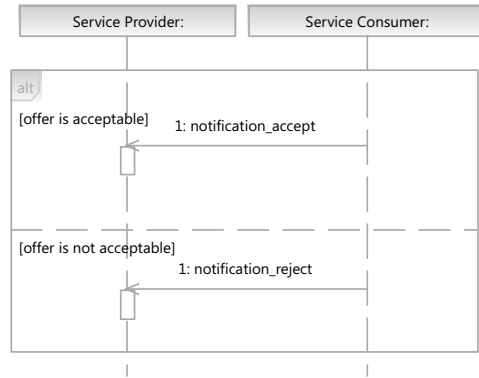 Service Provider:
Service Consumer:
alt
[offer is acceptable]
1: notification_accept
[offer is not acceptable]
1: notification_reject